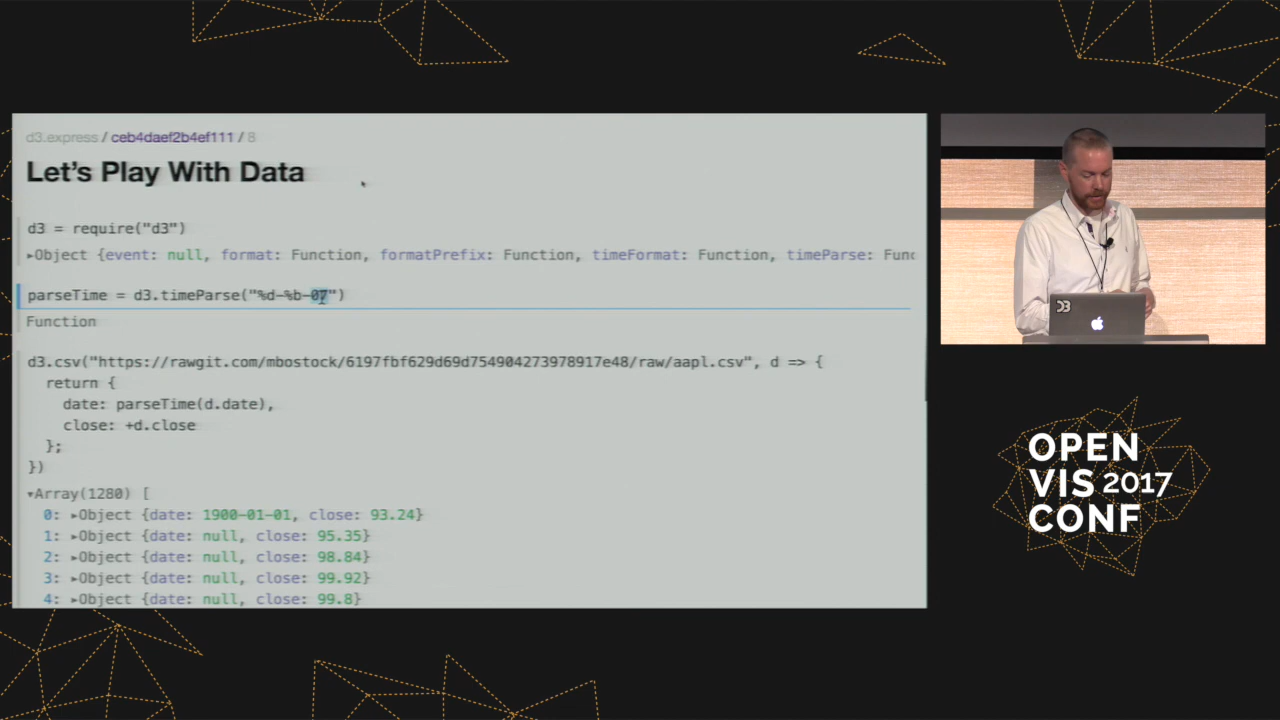 d3.express / ceb4daef2b4ef111 / 8
Let's Play With Data
d3 = require("d3")
▸Object {event: null, format: Function, formatPrefix: Function, timeFormat: Function, timeParse: Func
parseTime = d3.timeParse("%d-%b-07")
Function
d3.csv("https://rawgit.com/mbostock/6197fbf629d69d754904273978917e48/raw/aapl.csv", d => {
return {
date: parseTime(d.date),
close: +d.close
};
})
▾Array(1280) [
0: ▸Object {date: 1900-01-01, close: 93.24}
1: ▸Object {date: null, close: 95.35}
2: ▸Object {date: null, close: 98.84}
3: ▸Object {date: null, close: 99.92}
4: ▸Object {date: null, close: 99.8}
D3
OPEN
VIS 2017
CONF